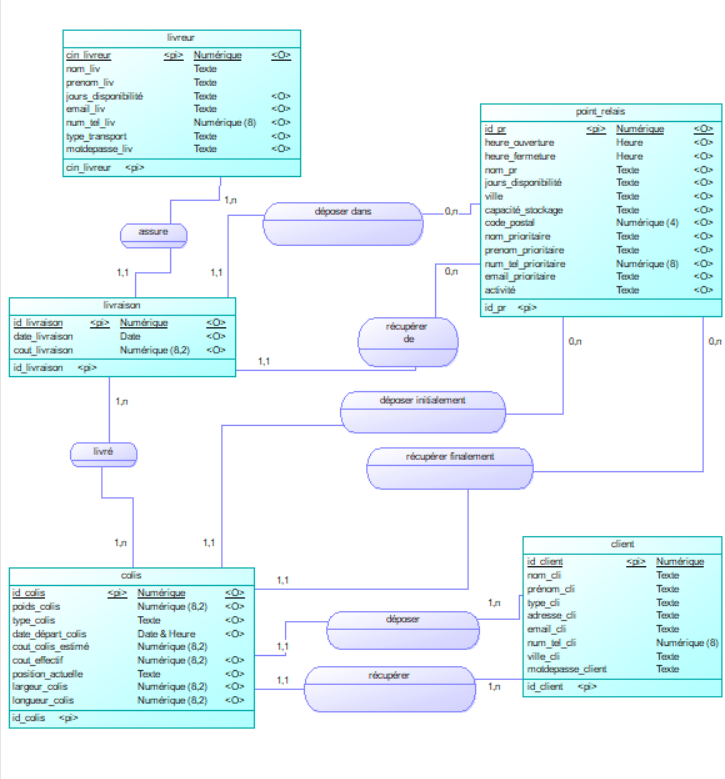 livreur
cin_livreur <pi> Numérique <O>
nom_liv Texte
prenom_liv Texte
jours_disponibilité Texte <O>
email_liv Texte <O>
num_tel_liv Numérique (8) <O>
type_transport Texte <O>
motdepasse_liv Texte <O>
cin_livreur <pi>
point_relais
id_pr <pi> Numérique <O>
heure_ouverture Heure <O>
heure_fermeture Heure <O>
nom_pr Texte <O>
jours_disponibilité Texte <O>
ville Texte <O>
capacité_stockage Texte <O>
code_postal Numérique (4) <O>
nom_prioritaire Texte <O>
prenom_prioritaire Texte <O>
num_tel_prioritaire Numérique (8) <O>
email_prioritaire Texte <O>
activité Texte <O>
id_pr <pi>
1,n
déposer dans
0,n
assure
1,1
1,1
0,n
livraison
id_livraison <pi> Numérique <O>
date_livraison Date <O>
cout_livraison Numérique (8,2) <O>
id_livraison <pi>
récupérer
de
1,1
0,n
0,n
1,n
déposer initialement
livré
récupérer finalement
1,n
1,1
colis
id_colis <pi> Numérique <O>
poids_colis Numérique (8,2) <O>
type_colis Texte <O>
date_départ_colis Date & Heure <O>
cout_colis_estimé Numérique (8,2)
cout_effectif Numérique (8,2) <O>
position_actuelle Texte <O>
largeur_colis Numérique (8,2) <O>
longueur_colis Numérique (8,2) <O>
id_colis <pi>
1,1
déposer
1,n
1,1
récupérer
1,1
1,n
client
id_client <pi> Numérique
nom_cli Texte
prénom_cli Texte
type_cli Texte
adresse_cli Texte
email_cli Texte
num_tel_cli Numérique (8)
ville_cli Texte
motdepasse_client Texte
id_client <pi>